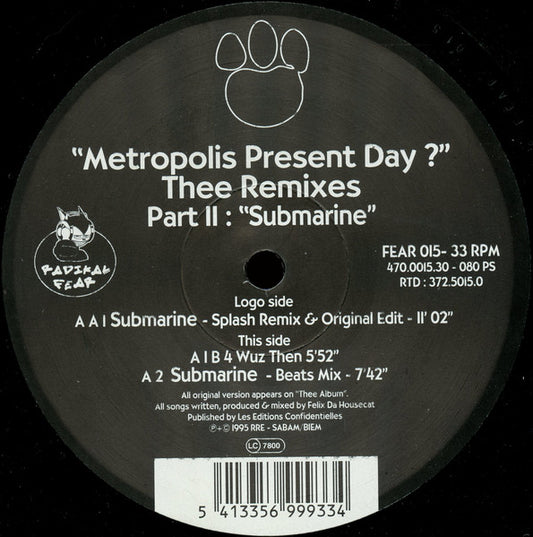 "Metropolis Present Day ?"
Thee Remixes
Part II : "Submarine"
RADIKAL
FEAR
FEAR 015- 33 RPM
470.0015.30 - 080 PS
RTD : 372.5015.0
Logo side
A A 1 Submarine - Splash Remix & Original Edit - 11' 02"
This side
A 1 B 4 Wuz Then 5'52"
A 2 Submarine - Beats Mix - 7'42"
All original version appears on "Thee Album".
All songs written, produced & mixed by Felix Da Housecat
Published by Les Editions Confidentielles
℗+© 1995 RRE - SABAM/BIEM
LC 7800
5 413356 999334